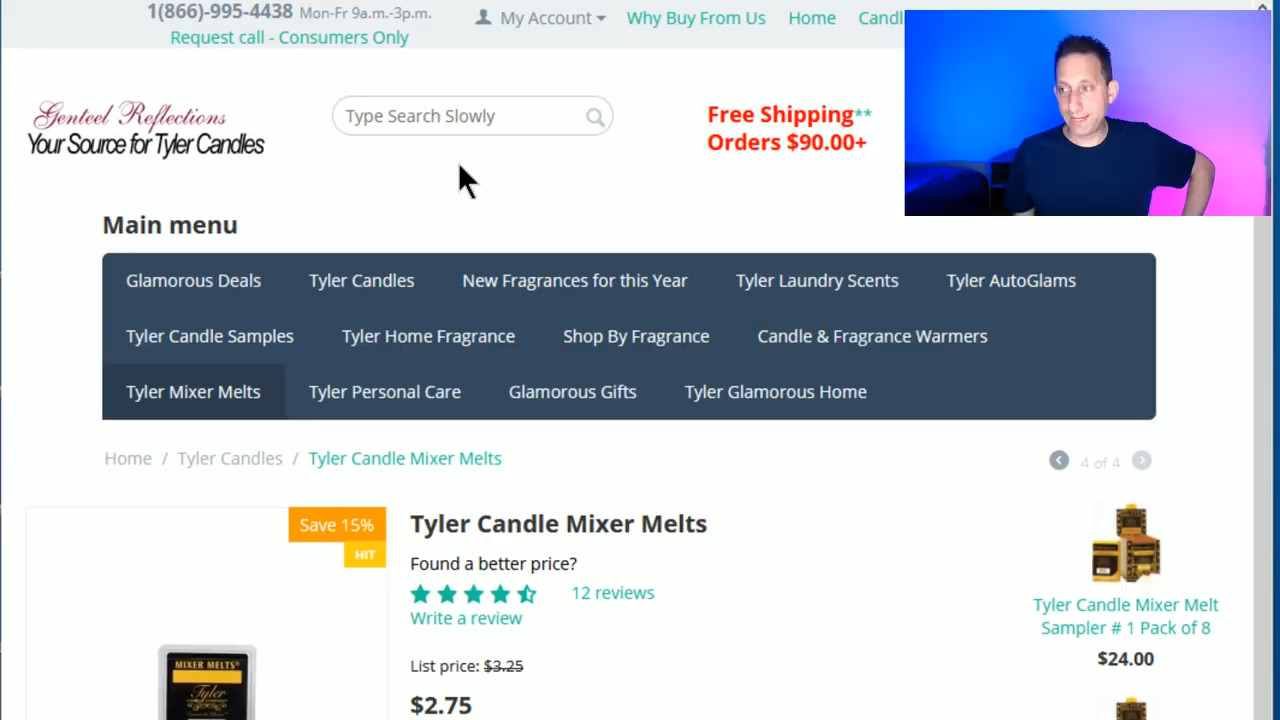 1(866)-995-4438 Mon-Fr 9a.m.-3p.m.
Request call - Consumers Only
My Account
Why Buy From Us
Home
Candl
Genteel Reflections
Your Source for Tyler Candles
Type Search Slowly
Free Shipping**
Orders $90.00+
Main menu
Glamorous Deals
Tyler Candles
New Fragrances for this Year
Tyler Laundry Scents
Tyler AutoGlams
Tyler Candle Samples
Tyler Home Fragrance
Shop By Fragrance
Candle & Fragrance Warmers
Tyler Mixer Melts
Tyler Personal Care
Glamorous Gifts
Tyler Glamorous Home
Home / Tyler Candles / Tyler Candle Mixer Melts
4 of 4
Save 15%
HIT
MIXER MELTS®
Tyler
Tyler Candle Mixer Melts
Found a better price?
12 reviews
Write a review
List price: $3.25
$2.75
Tyler Candle Mixer Melt
Sampler # 1 Pack of 8
$24.00